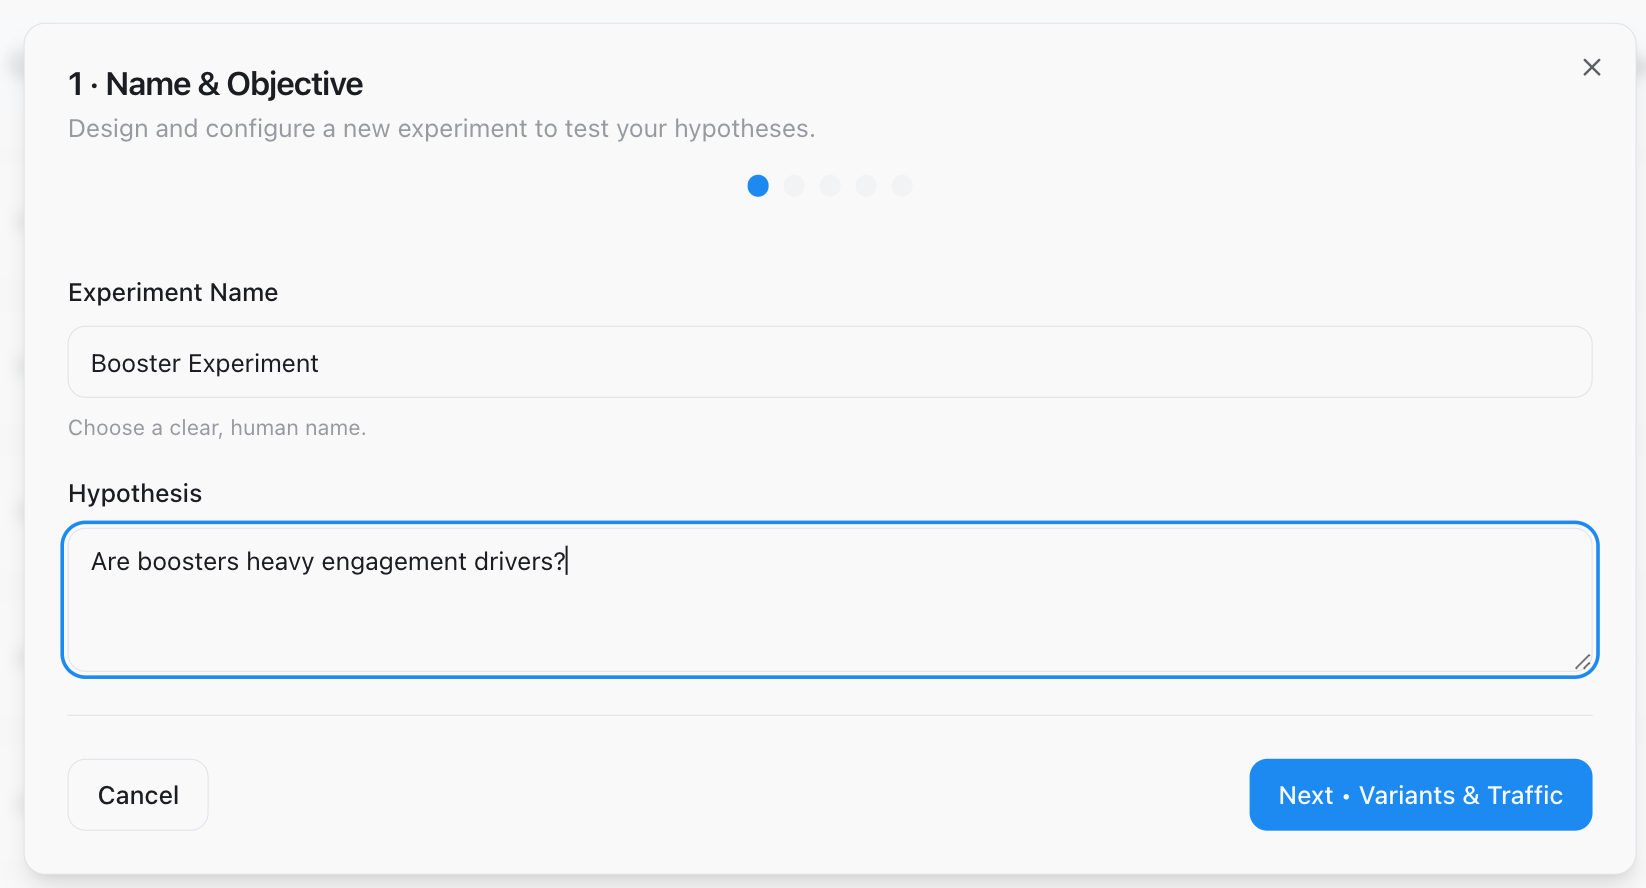 1 · Name & Objective
Design and configure a new experiment to test your hypotheses.
Experiment Name
Booster Experiment
Choose a clear, human name.
Hypothesis
Are boosters heavy engagement drivers?
Cancel
Next • Variants & Traffic